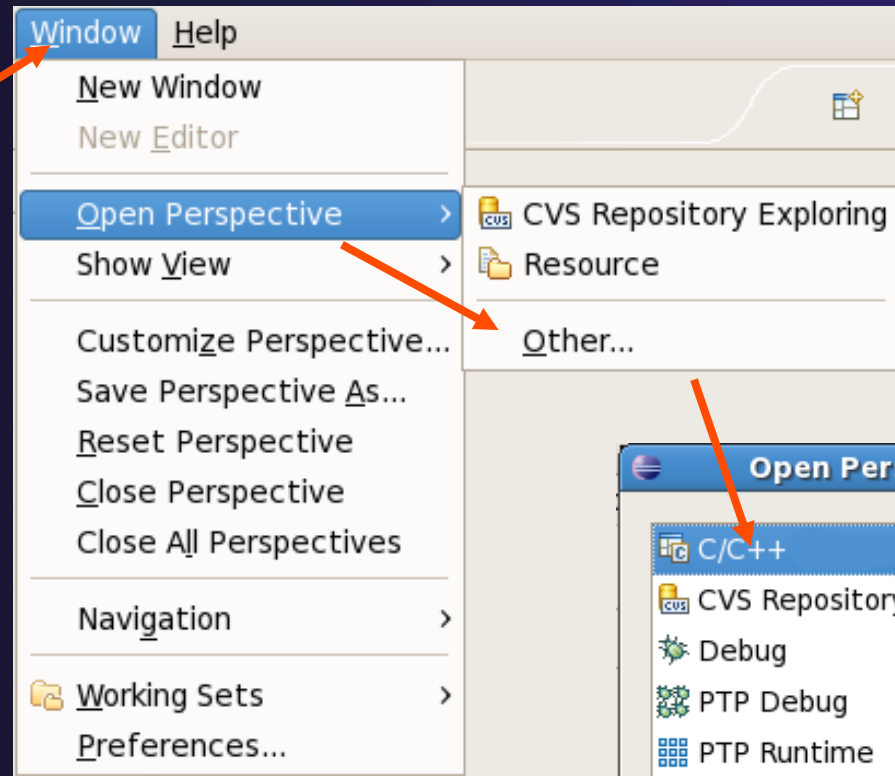 Window Help
New Window
New Editor
Open Perspective
Show View
Customize Perspective...
Save Perspective As...
Reset Perspective
Close Perspective
Close All Perspectives
Navigation
Working Sets
Preferences...
CVS Repository Exploring
Resource
Other...
Open Per
C/C++
CVS Repository
Debug
PTP Debug
PTP Runtime